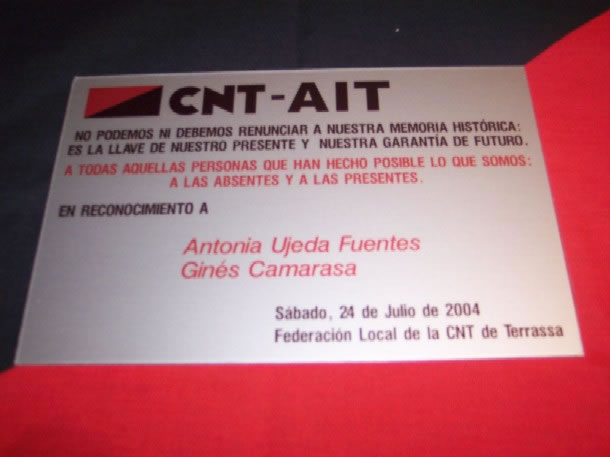 CNT-AIT
NO PODEMOS NI DEBEMOS RENUNCIAR A NUESTRA MEMORIA HISTÓRICA:
ES LA LLAVE DE NUESTRO PRESENTE Y NUESTRA GARANTÍA DE FUTURO.
A TODAS AQUELLAS PERSONAS QUE HAN HECHO POSIBLE LO QUE SOMOS:
A LAS ABSENTES Y A LAS PRESENTES.
EN RECONOCIMIENTO A
Antonia Ujeda Fuentes
Ginés Camarasa
Sábado, 24 de Julio de 2004
Federación Local de la CNT de Terrassa